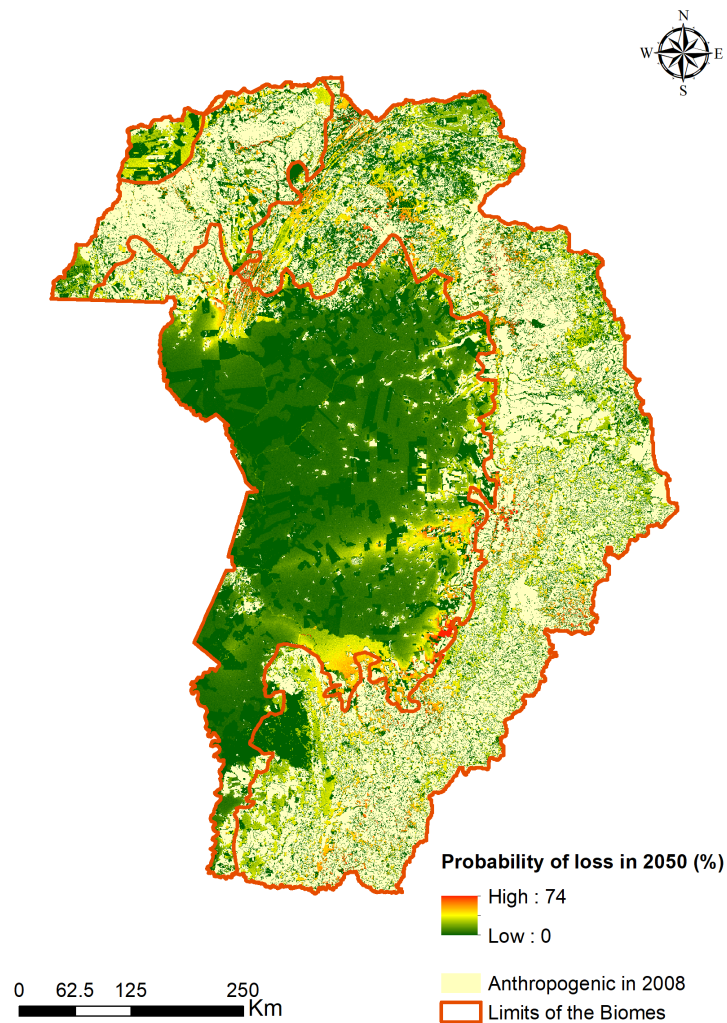 N
W E
S
Probability of loss in 2050 (%)
High : 74
Low : 0
Anthropogenic in 2008
Limits of the Biomes
0 62.5 125 250
Km